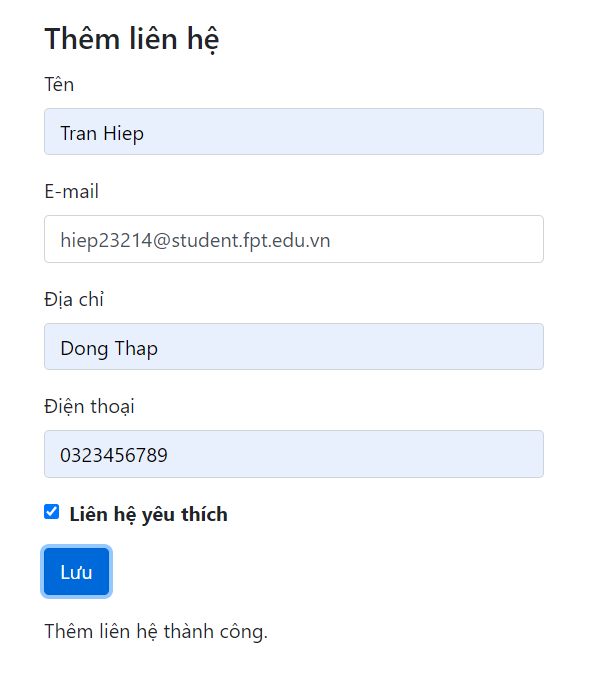 Thêm liên hệ
Tên
Tran Hiep
E-mail
hiep23214@student.fpt.edu.vn
Địa chỉ
Dong Thap
Điện thoại
0323456789
Liên hệ yêu thích
Lưu
Thêm liên hệ thành công.